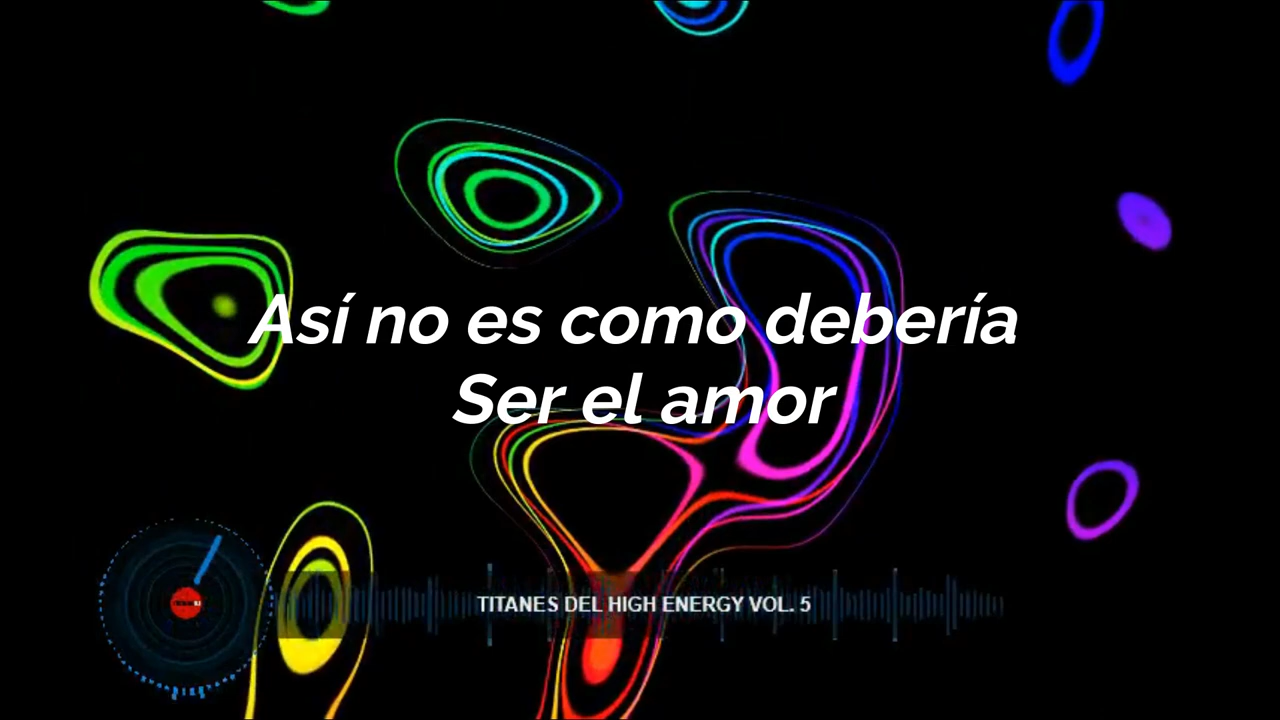 Así no es como debería
Ser el amor
TITANES DEL HIGH ENERGY VOL. 5